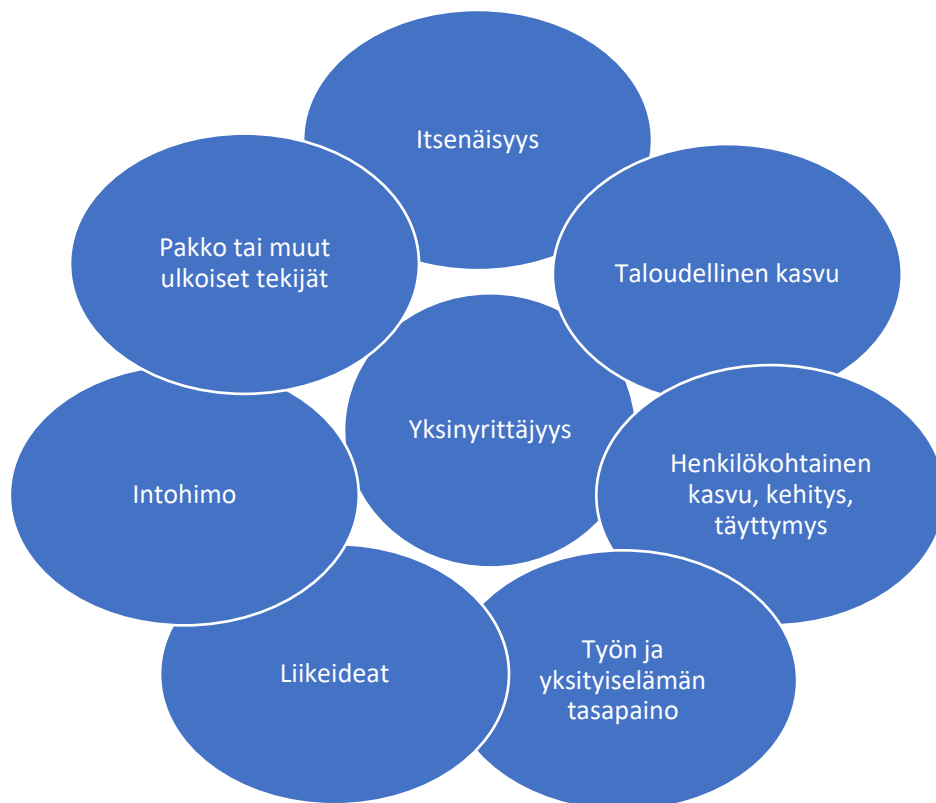 Itsenäisyys
Pakko tai muut
ulkoiset tekijät
Taloudellinen kasvu
Yksinyrittäjyys
Henkilökohtainen
kasvu, kehitys,
täyttymys
Intohimo
Liikeideat
Työn ja
yksityiselämän
tasapaino